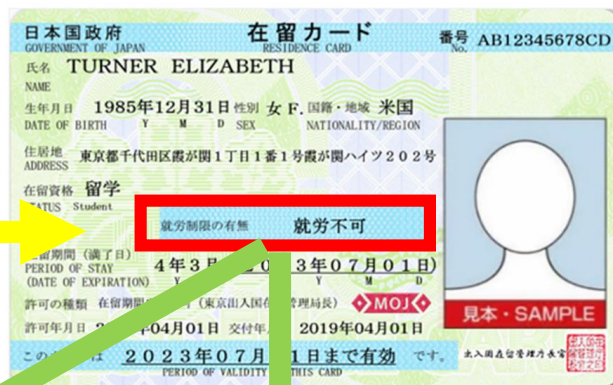 日本国政府 在留カード 番号 AB12345678CD
GOVERNMENT OF JAPAN RESIDENCE CARD No.
氏名 TURNER ELIZABETH
NAME
生年月日 1985年12月31日 性別 女 F. 国籍・地域 米国
DATE OF BIRTH Y M D SEX NATIONALITY/REGION
住居地 東京都千代田区霞が関1丁目1番1号霞が関ハイツ202号
ADDRESS
在留資格 留学
STATUS Student
就労制限の有無 就労不可
在留期間 (満了日)
PERIOD OF STAY 4年3月 3年07月01日)
(DATE OF EXPIRATION) Y Y M D
許可の種類 在留期間 (東京出入国在 管理局長) MOJ
見本・SAMPLE
許可年月日 年04月01日 交付年 2019年04月01日
この は 2023年07月 1日まで有効 です。 出入国在留管理庁長官
PERIOD OF VALIDITY THIS CARD